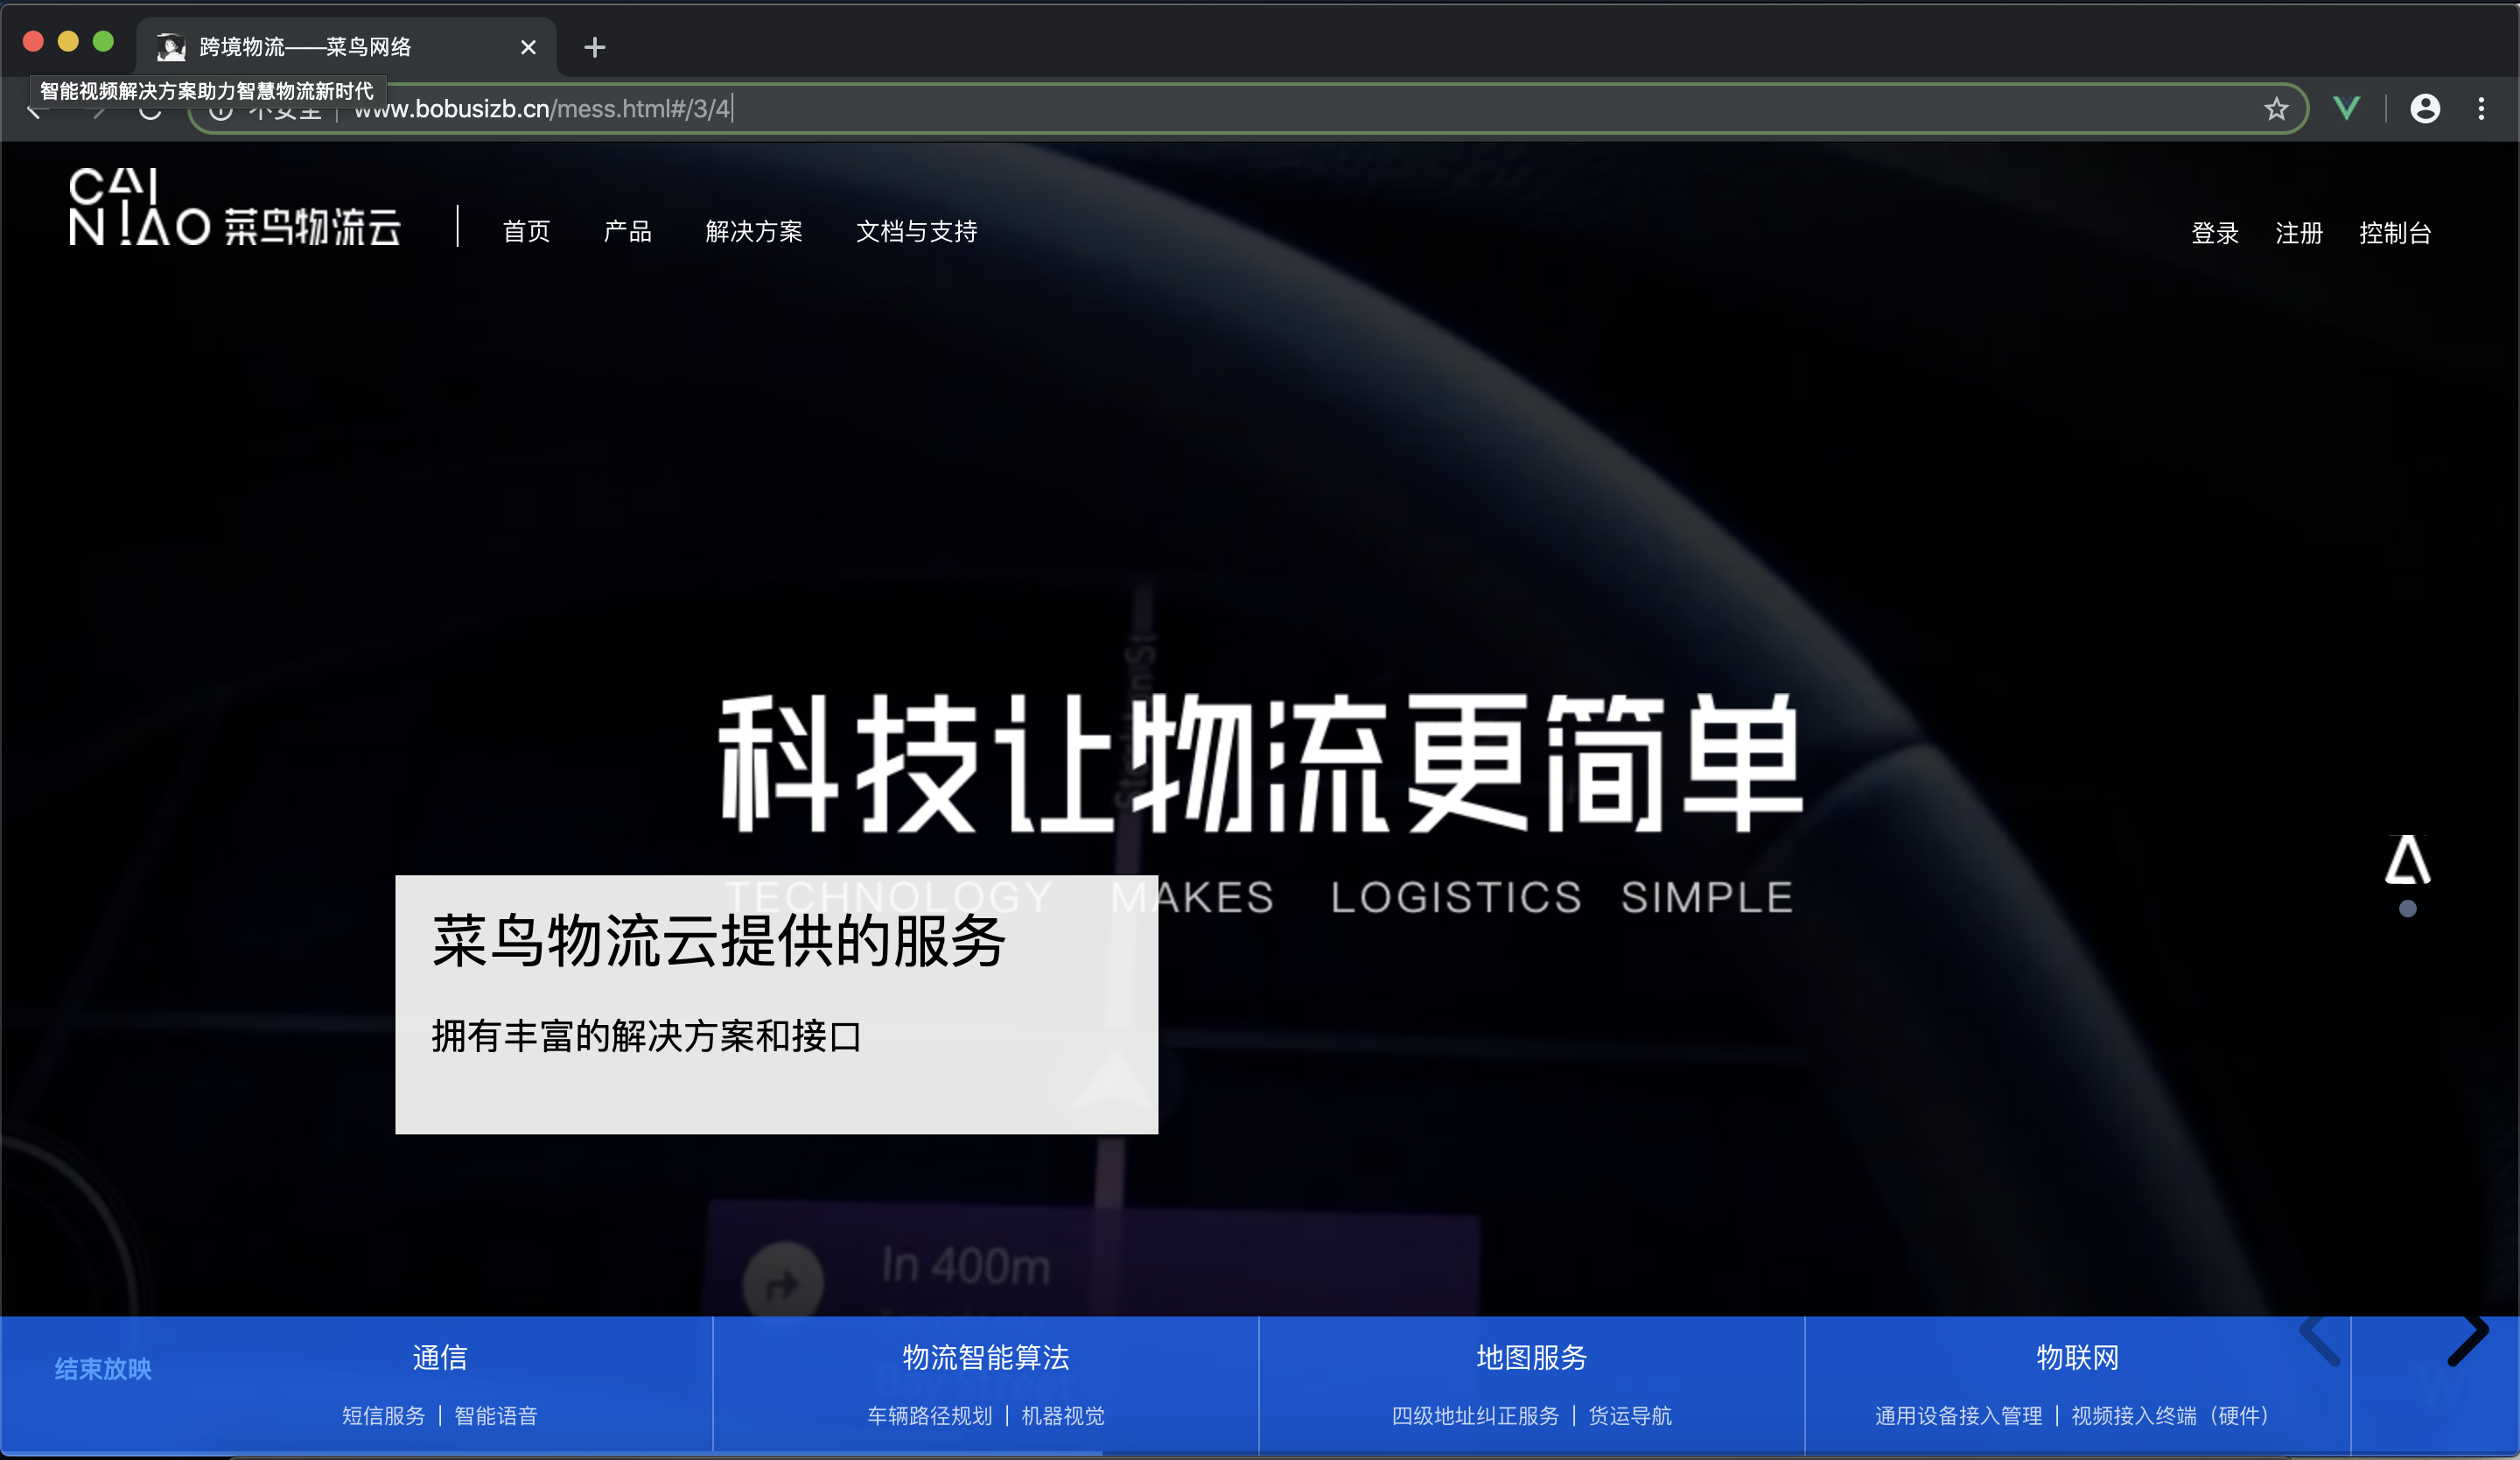 跨境物流——菜鸟网络
智能视频解决方案助力智慧物流新时代
不安全 www.bobusizb.cn/mess.html#/3/4
CAI
NIAO 菜鸟物流云
首页 产品 解决方案 文档与支持
登录 注册 控制台
科技让物流更简单
TECHNOLOGY MAKES LOGISTICS SIMPLE
菜鸟物流云提供的服务
拥有丰富的解决方案和接口
In 400m
Bay Street
结束放映
通信
短信服务 | 智能语音
物流智能算法
车辆路径规划 | 机器视觉
地图服务
四级地址纠正服务 | 货运导航
物联网
通用设备接入管理 | 视频接入终端（硬件）